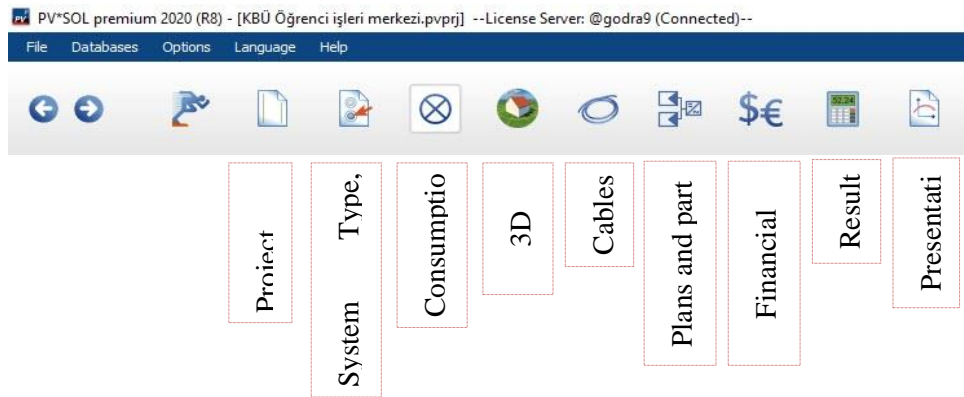 PV*SOL premium 2020 (R8) - [KBÜ Öğrenci işleri merkezi.pvprj] --License Server: @godra9 (Connected)--
File Databases Options Language Help
52.24
$€
Project
System Type,
Consumptio
3D
Cables
Plans and part
Financial
Result
Presentati